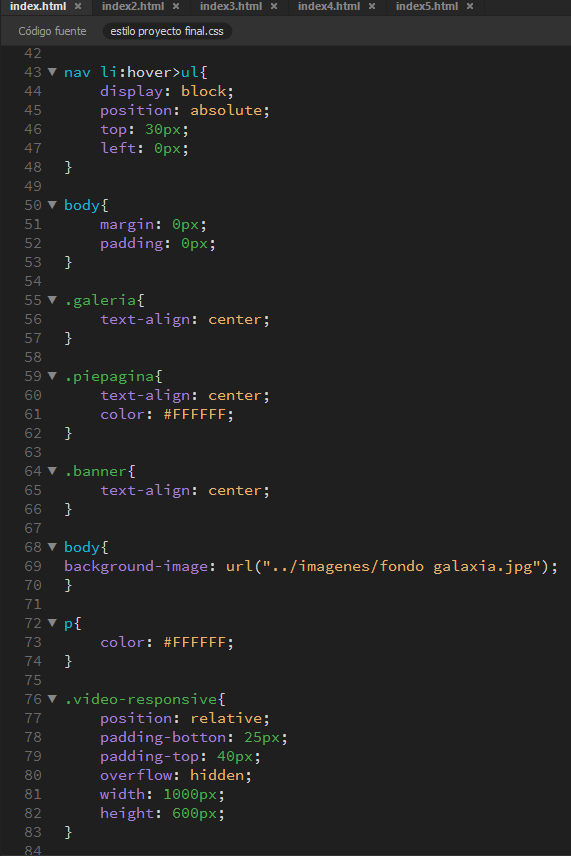 index.html × index2.html × index3.html × index4.html × index5.html ×
Código fuente estilo proyecto final.css
42
43 ▼ nav li:hover>ul{
44     display: block;
45     position: absolute;
46     top: 30px;
47     left: 0px;
48 }
49
50 ▼ body{
51     margin: 0px;
52     padding: 0px;
53 }
54
55 ▼ .galeria{
56     text-align: center;
57 }
58
59 ▼ .piepagina{
60     text-align: center;
61     color: #FFFFFF;
62 }
63
64 ▼ .banner{
65     text-align: center;
66 }
67
68 ▼ body{
69 background-image: url("../imagenes/fondo galaxia.jpg");
70 }
71
72 ▼ p{
73     color: #FFFFFF;
74 }
75
76 ▼ .video-responsive{
77     position: relative;
78     padding-botton: 25px;
79     padding-top: 40px;
80     overflow: hidden;
81     width: 1000px;
82     height: 600px;
83 }
84